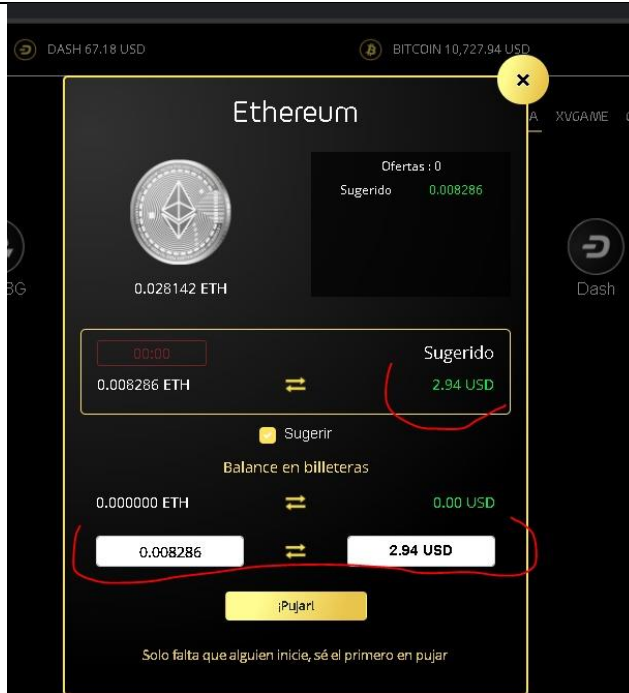 DASH 67.18 USD
BITCOIN 10,727.94 USD
×
Ethereum
A XVGAME
Ofertas : 0
Sugerido 0.008286
0.028142 ETH
BG
Dash
00:00
Sugerido
0.008286 ETH
2.94 USD
Sugerir
Balance en billeteras
0.000000 ETH
0.00 USD
0.008286
2.94 USD
¡Pujar!
Solo falta que alguien inicie, sé el primero en pujar